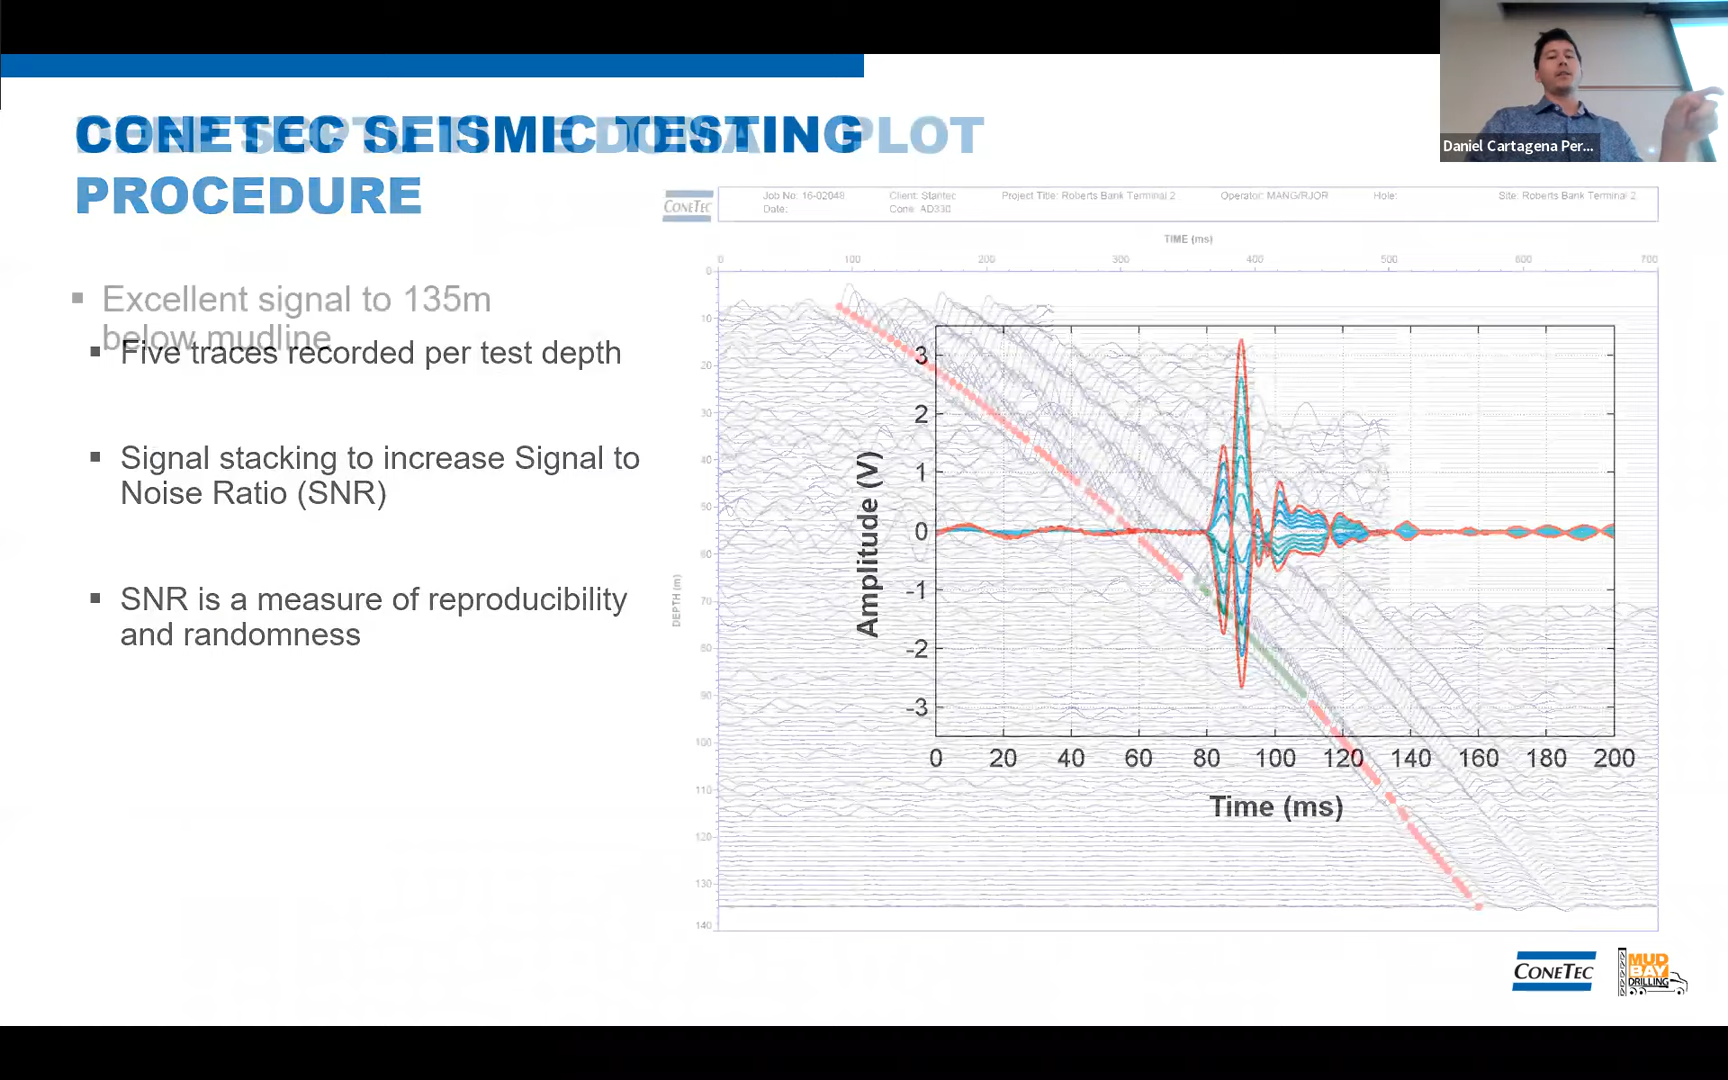 Daniel Cartagena Per...
CONETEC SEISMIC TESTING
PLOT
PROCEDURE
Excellent signal to 135m
below mudline
Five traces recorded per test depth
Signal stacking to increase Signal to
Noise Ratio (SNR)
SNR is a measure of reproducibility
and randomness
CONETEC
Job No: 16-02048
Date:
Client: Stantec
Cone: AD330
Project Title: Roberts Bank Terminal 2
Operator: MANG/RJOR
Hole:
Site: Roberts Bank Terminal 2
TIME (ms)
0 100 200 300 400 500 600 700
DEPTH (m)
0
10
20
30
40
50
60
70
80
90
100
110
120
130
140
Amplitude (V)
3
2
1
0
-1
-2
-3
0 20 40 60 80 100 120 140 160 180 200
Time (ms)
CONETEC
MUD
BAY
DRILLING